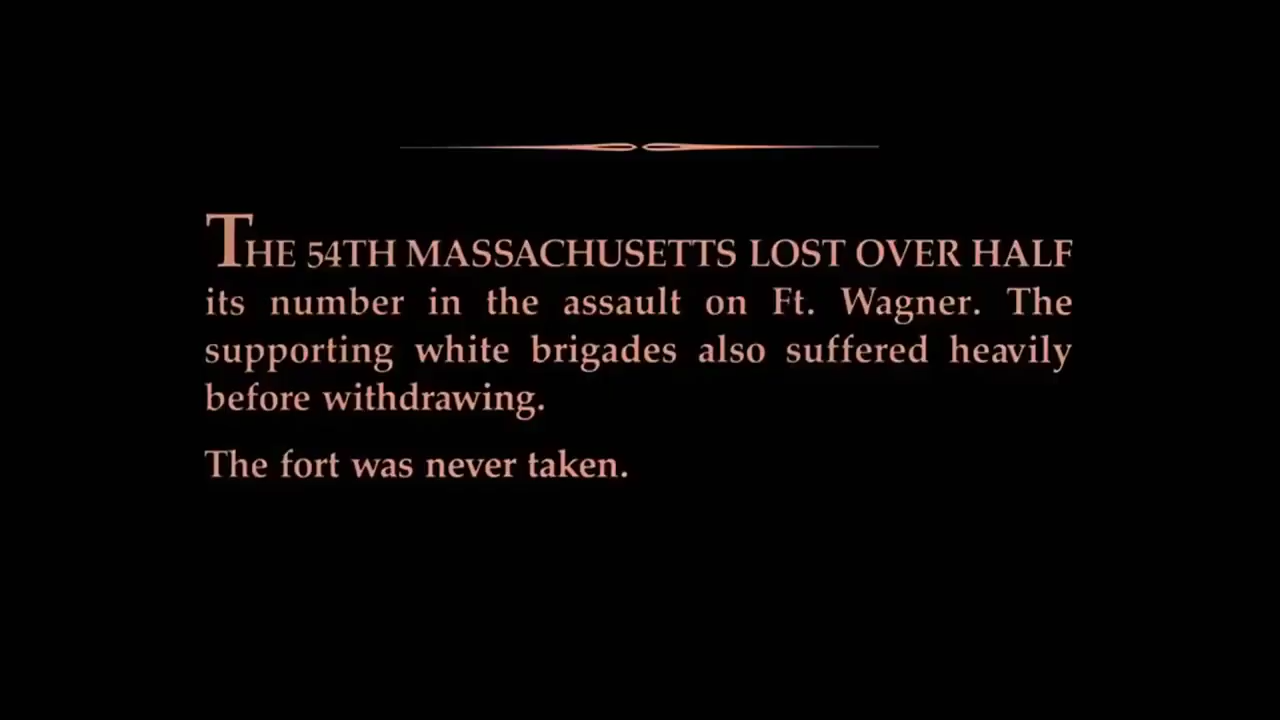 THE 54TH MASSACHUSETTS LOST OVER HALF
its number in the assault on Ft. Wagner. The
supporting white brigades also suffered heavily
before withdrawing.
The fort was never taken.